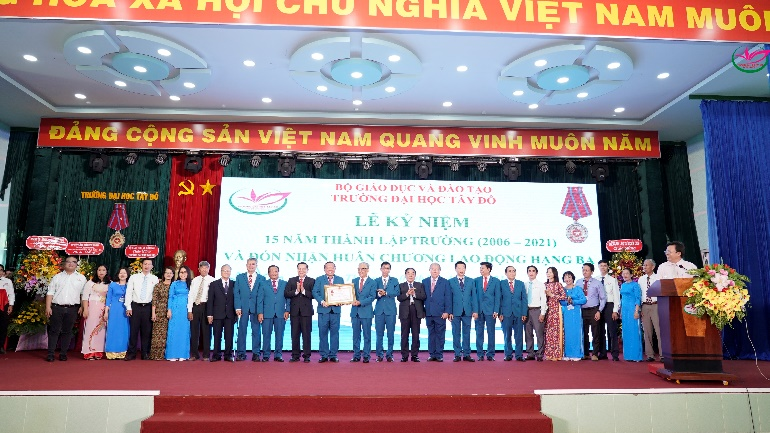 HÒA XÃ HỘI CHỦ NGHĨA VIỆT NAM MUÔN
ĐẢNG CỘNG SẢN VIỆT NAM QUANG VINH MUÔN NĂM
TRƯỜNG ĐẠI HỌC TÂY ĐÔ
BỘ GIÁO DỤC VÀ ĐÀO TẠO
TRƯỜNG ĐẠI HỌC TÂY ĐÔ
LỄ KỶ NIỆM
15 NĂM THÀNH LẬP TRƯỜNG (2006 – 2021)
VÀ ĐÓN NHẬN HUÂN CHƯƠNG LAO ĐỘNG HẠNG BA